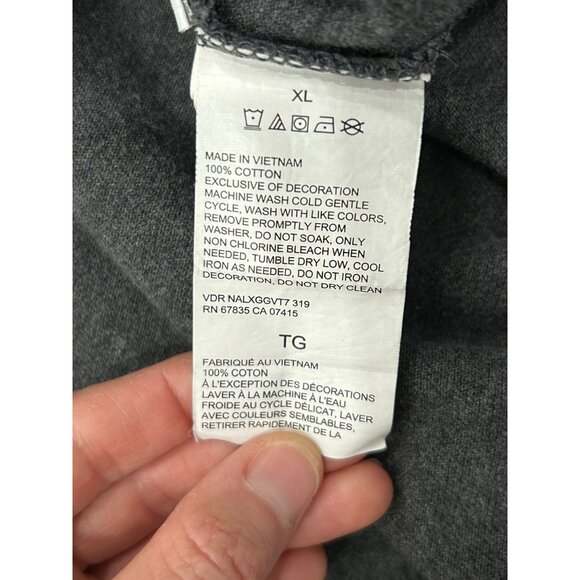 XL
MADE IN VIETNAM
100% COTTON
EXCLUSIVE OF DECORATION
MACHINE WASH COLD GENTLE
CYCLE, WASH WITH LIKE COLORS,
REMOVE PROMPTLY FROM
WASHER, DO NOT SOAK, ONLY
NON CHLORINE BLEACH WHEN
NEEDED, TUMBLE DRY LOW, COOL
IRON AS NEEDED, DO NOT IRON
DECORATION, DO NOT DRY CLEAN
VDR NALXGGVT7 319
RN 67835 CA 07415
TG
FABRIQUÉ AU VIETNAM
100% COTON
À L'EXCEPTION DES DÉCORATIONS
LAVER À LA MACHINE À L'EAU
FROIDE AU CYCLE DÉLICAT, LAVER
AVEC COULEURS SEMBLABLES,
RETIRER RAPIDEMENT DE LA